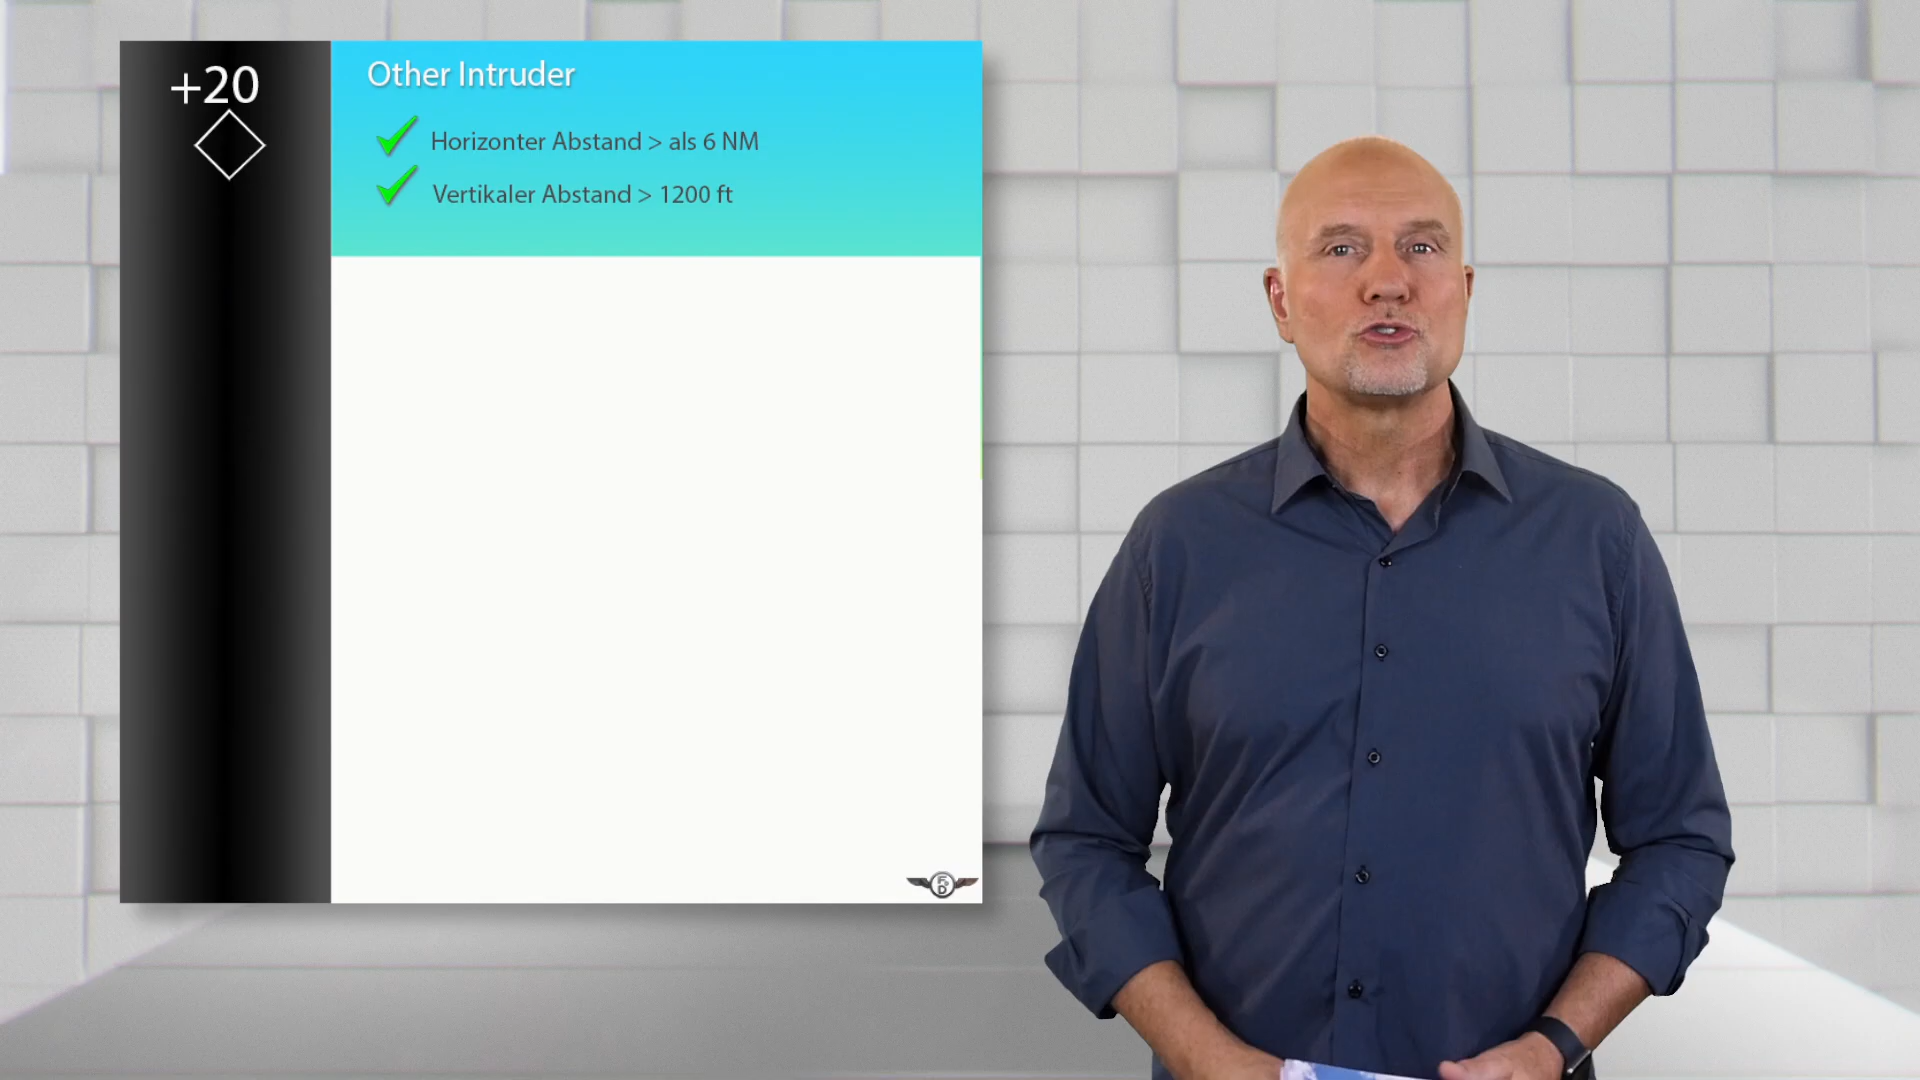 +20
Other Intruder
Horizonter Abstand > als 6 NM
Vertikaler Abstand > 1200 ft